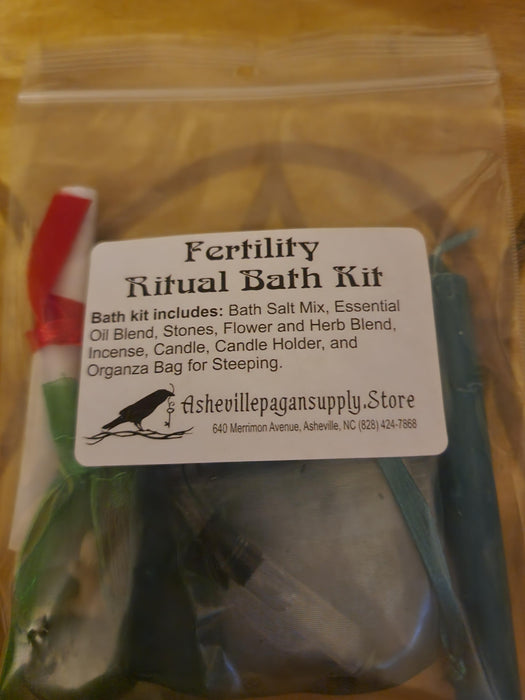 Fertility
Ritual Bath Kit
Bath kit includes: Bath Salt Mix, Essential
Oil Blend, Stones, Flower and Herb Blend,
Incense, Candle, Candle Holder, and
Organza Bag for Steeping.
Ashevillepagansupply.Store
640 Merrimon Avenue, Asheville, NC (828) 424-7868